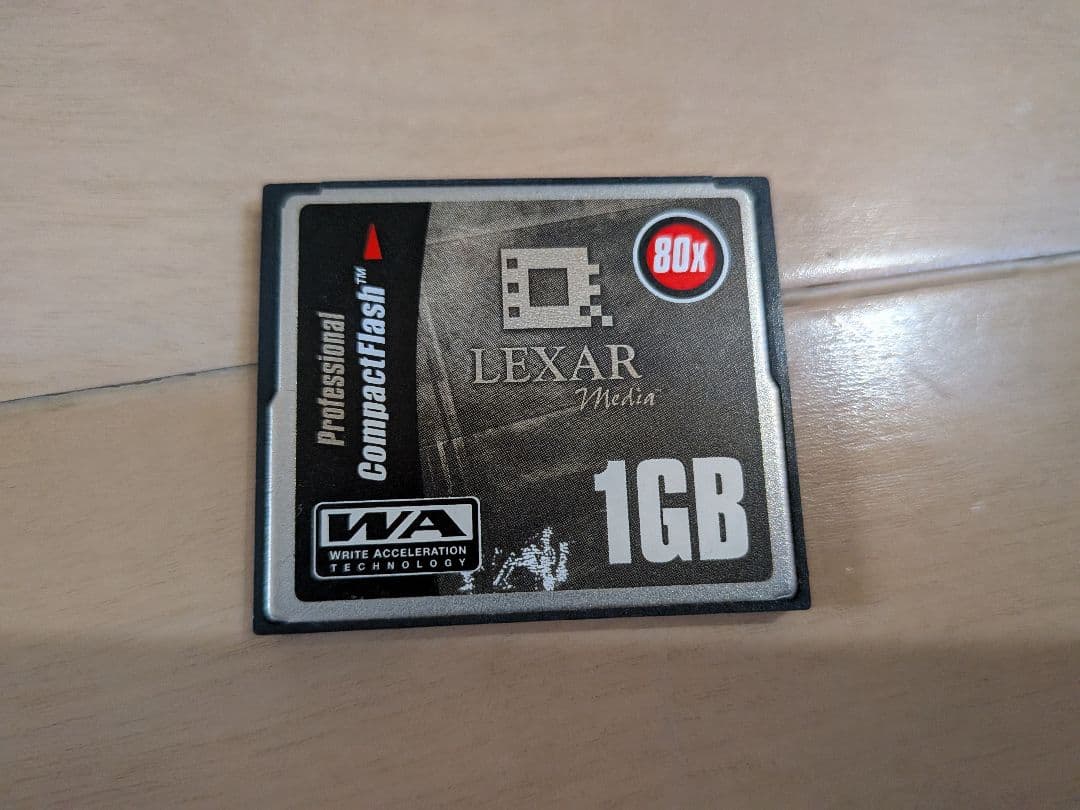 Professional
CompactFlash™
80x
LEXAR
Media™
1GB
WA
WRITE ACCELERATION
TECHNOLOGY